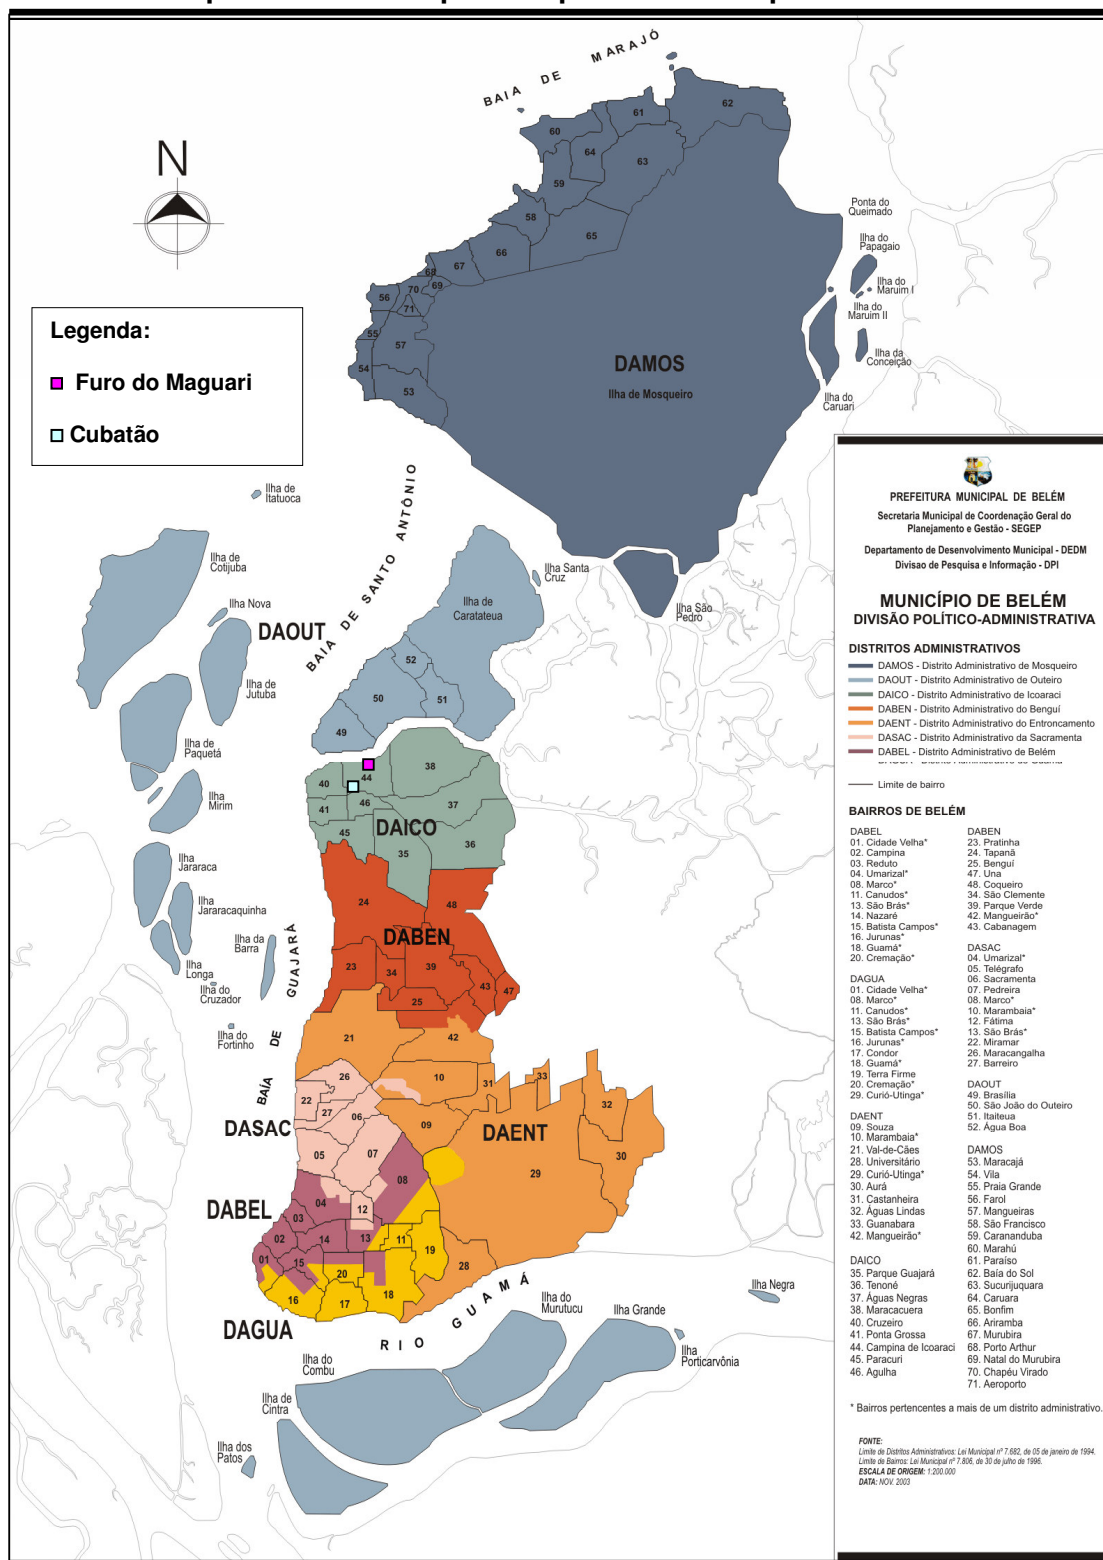 BAIA DE MARAJÓ
N
Legenda:
Furo do Maguari
Cubatão
62
61
60
64
63
59
58
65
66
67
68
69
70
56
71
55
57
54
53
DAMOS
Ilha de Mosqueiro
Ponta do
Queimado
Ilha do
Papagaio
Ilha do
Maruim I
Ilha do
Maruim II
Ilha da
Conceição
Ilha do
Caruari
BAIA DE SANTO ANTÔNIO
Ilha de
Itatuoca
Ilha de
Cotijuba
Ilha Nova
DAOUT
Ilha de
Jutuba
Ilha de
Paquetá
Ilha
Mirim
Ilha
Jararaca
Ilha
Jararacaquinha
Ilha
Longa
Ilha da
Barra
Ilha do
Cruzador
Ilha do
Fortinho
Ilha Santa
Cruz
Ilha de
Caratateua
Ilha São
Pedro
52
50
51
49
38
44
40
46
41
37
45
DAICO
35
36
24
48
DABEN
23
34
39
43
47
25
BAÍA DE GUAJARÁ
21
42
26
10
31
33
32
22
27
06
09
DASAC
DAENT
05
07
08
29
30
DABEL
04
12
03
02
14
13
11
19
01
15
20
28
16
17
18
DAGUA
RIO GUAMÁ
Ilha do
Murutucu
Ilha Grande
Ilha Negra
Ilha
Porticarvônia
Ilha do
Combu
Ilha de
Cintra
Ilha dos
Patos
PREFEITURA MUNICIPAL DE BELÉM
Secretaria Municipal de Coordenação Geral do
Planejamento e Gestão - SEGEP
Departamento de Desenvolvimento Municipal - DEDM
Divisao de Pesquisa e Informação - DPI
MUNICÍPIO DE BELÉM
DIVISÃO POLÍTICO-ADMINISTRATIVA
DISTRITOS ADMINISTRATIVOS
DAMOS - Distrito Administrativo de Mosqueiro
DAOUT - Distrito Administrativo de Outeiro
DAICO - Distrito Administrativo de Icoaraci
DABEN - Distrito Administrativo do Benguí
DAENT - Distrito Administrativo do Entroncamento
DASAC - Distrito Administrativo da Sacramenta
DABEL - Distrito Administrativo de Belém
Limite de bairro
BAIRROS DE BELÉM
DABEL
01. Cidade Velha*
02. Campina
03. Reduto
04. Umarizal*
08. Marco*
11. Canudos*
13. São Brás*
14. Nazaré
15. Batista Campos*
16. Jurunas*
18. Guamá*
20. Cremação*
DAGUA
01. Cidade Velha*
08. Marco*
11. Canudos*
13. São Brás*
15. Batista Campos*
16. Jurunas*
17. Condor
18. Guamá*
19. Terra Firme
20. Cremação*
29. Curió-Utinga*
DAENT
09. Souza
10. Marambaia*
21. Val-de-Cães
28. Universitário
29. Curió-Utinga*
30. Aurá
31. Castanheira
32. Águas Lindas
33. Guanabara
42. Mangueirão*
DAICO
35. Parque Guajará
36. Tenoné
37. Águas Negras
38. Maracacuera
40. Cruzeiro
41. Ponta Grossa
44. Campina de Icoaraci
45. Paracuri
46. Agulha
DABEN
23. Pratinha
24. Tapanã
25. Benguí
47. Una
48. Coqueiro
34. São Clemente
39. Parque Verde
42. Mangueirão*
43. Cabanagem
DASAC
04. Umarizal*
05. Telégrafo
06. Sacramenta
07. Pedreira
08. Marco*
10. Marambaia*
12. Fátima
13. São Brás*
22. Miramar
26. Maracangalha
27. Barreiro
DAOUT
49. Brasília
50. São João do Outeiro
51. Itaiteua
52. Água Boa
DAMOS
53. Maracajá
54. Vila
55. Praia Grande
56. Farol
57. Mangueiras
58. São Francisco
59. Carananduba
60. Marahú
61. Paraíso
62. Baía do Sol
63. Sucurijuquara
64. Caruara
65. Bonfim
66. Ariramba
67. Murubira
68. Porto Arthur
69. Natal do Murubira
70. Chapéu Virado
71. Aeroporto
* Bairros pertencentes a mais de um distrito administrativo.
FONTE:
Limite de Distritos Administrativos: Lei Municipal nº 7.682, de 05 de janeiro de 1994.
Limite de Bairros: Lei Municipal nº 7.806, de 30 de julho de 1996.
ESCALA DE ORIGEM: 1:200.000
DATA: NOV. 2003